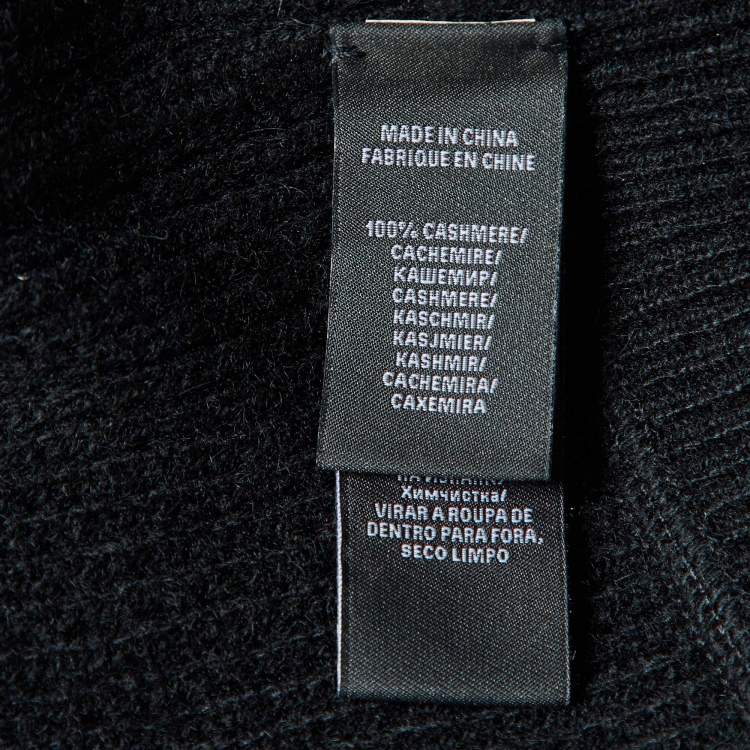 MADE IN CHINA
FABRIQUE EN CHINE
100% CASHMERE/
CACHEMIRE/
КАШЕМИР/
CASHMERE/
KASCHMIR/
KASJMIER/
KASHMIR/
CACHEMIRA/
CAXEMIRA
Химчистка/
VIRAR A ROUPA DE
DENTRO PARA FORA,
SECO LIMPO